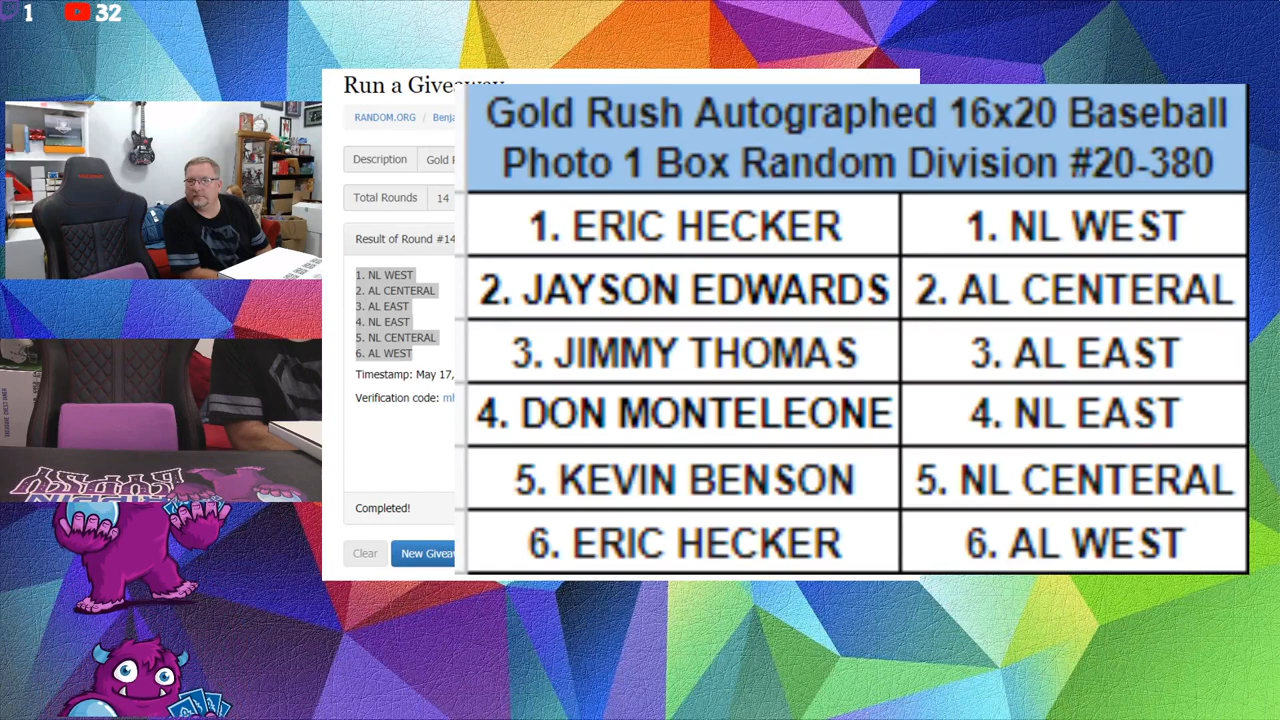 1
32
Run a Giveaway
RANDOM.ORG / Benja
Description Gold R
Total Rounds 14
Result of Round #14
1. NL WEST
2. AL CENTERAL
3. AL EAST
4. NL EAST
5. NL CENTERAL
6. AL WEST
Timestamp: May 17,
Verification code:
Completed!
Clear New Giveaw
Gold Rush Autographed 16x20 Baseball
Photo 1 Box Random Division #20-380
1. ERIC HECKER 1. NL WEST
2. JAYSON EDWARDS 2. AL CENTERAL
3. JIMMY THOMAS 3. AL EAST
4. DON MONTELEONE 4. NL EAST
5. KEVIN BENSON 5. NL CENTERAL
6. ERIC HECKER 6. AL WEST